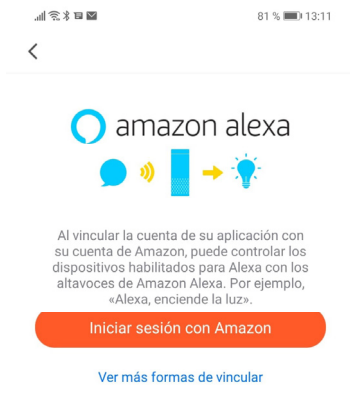 81 % 13:11
amazon alexa
Al vincular la cuenta de su aplicación con
su cuenta de Amazon, puede controlar los
dispositivos habilitados para Alexa con los
altavoces de Amazon Alexa. Por ejemplo,
«Alexa, enciende la luz».
Iniciar sesión con Amazon
Ver más formas de vincular